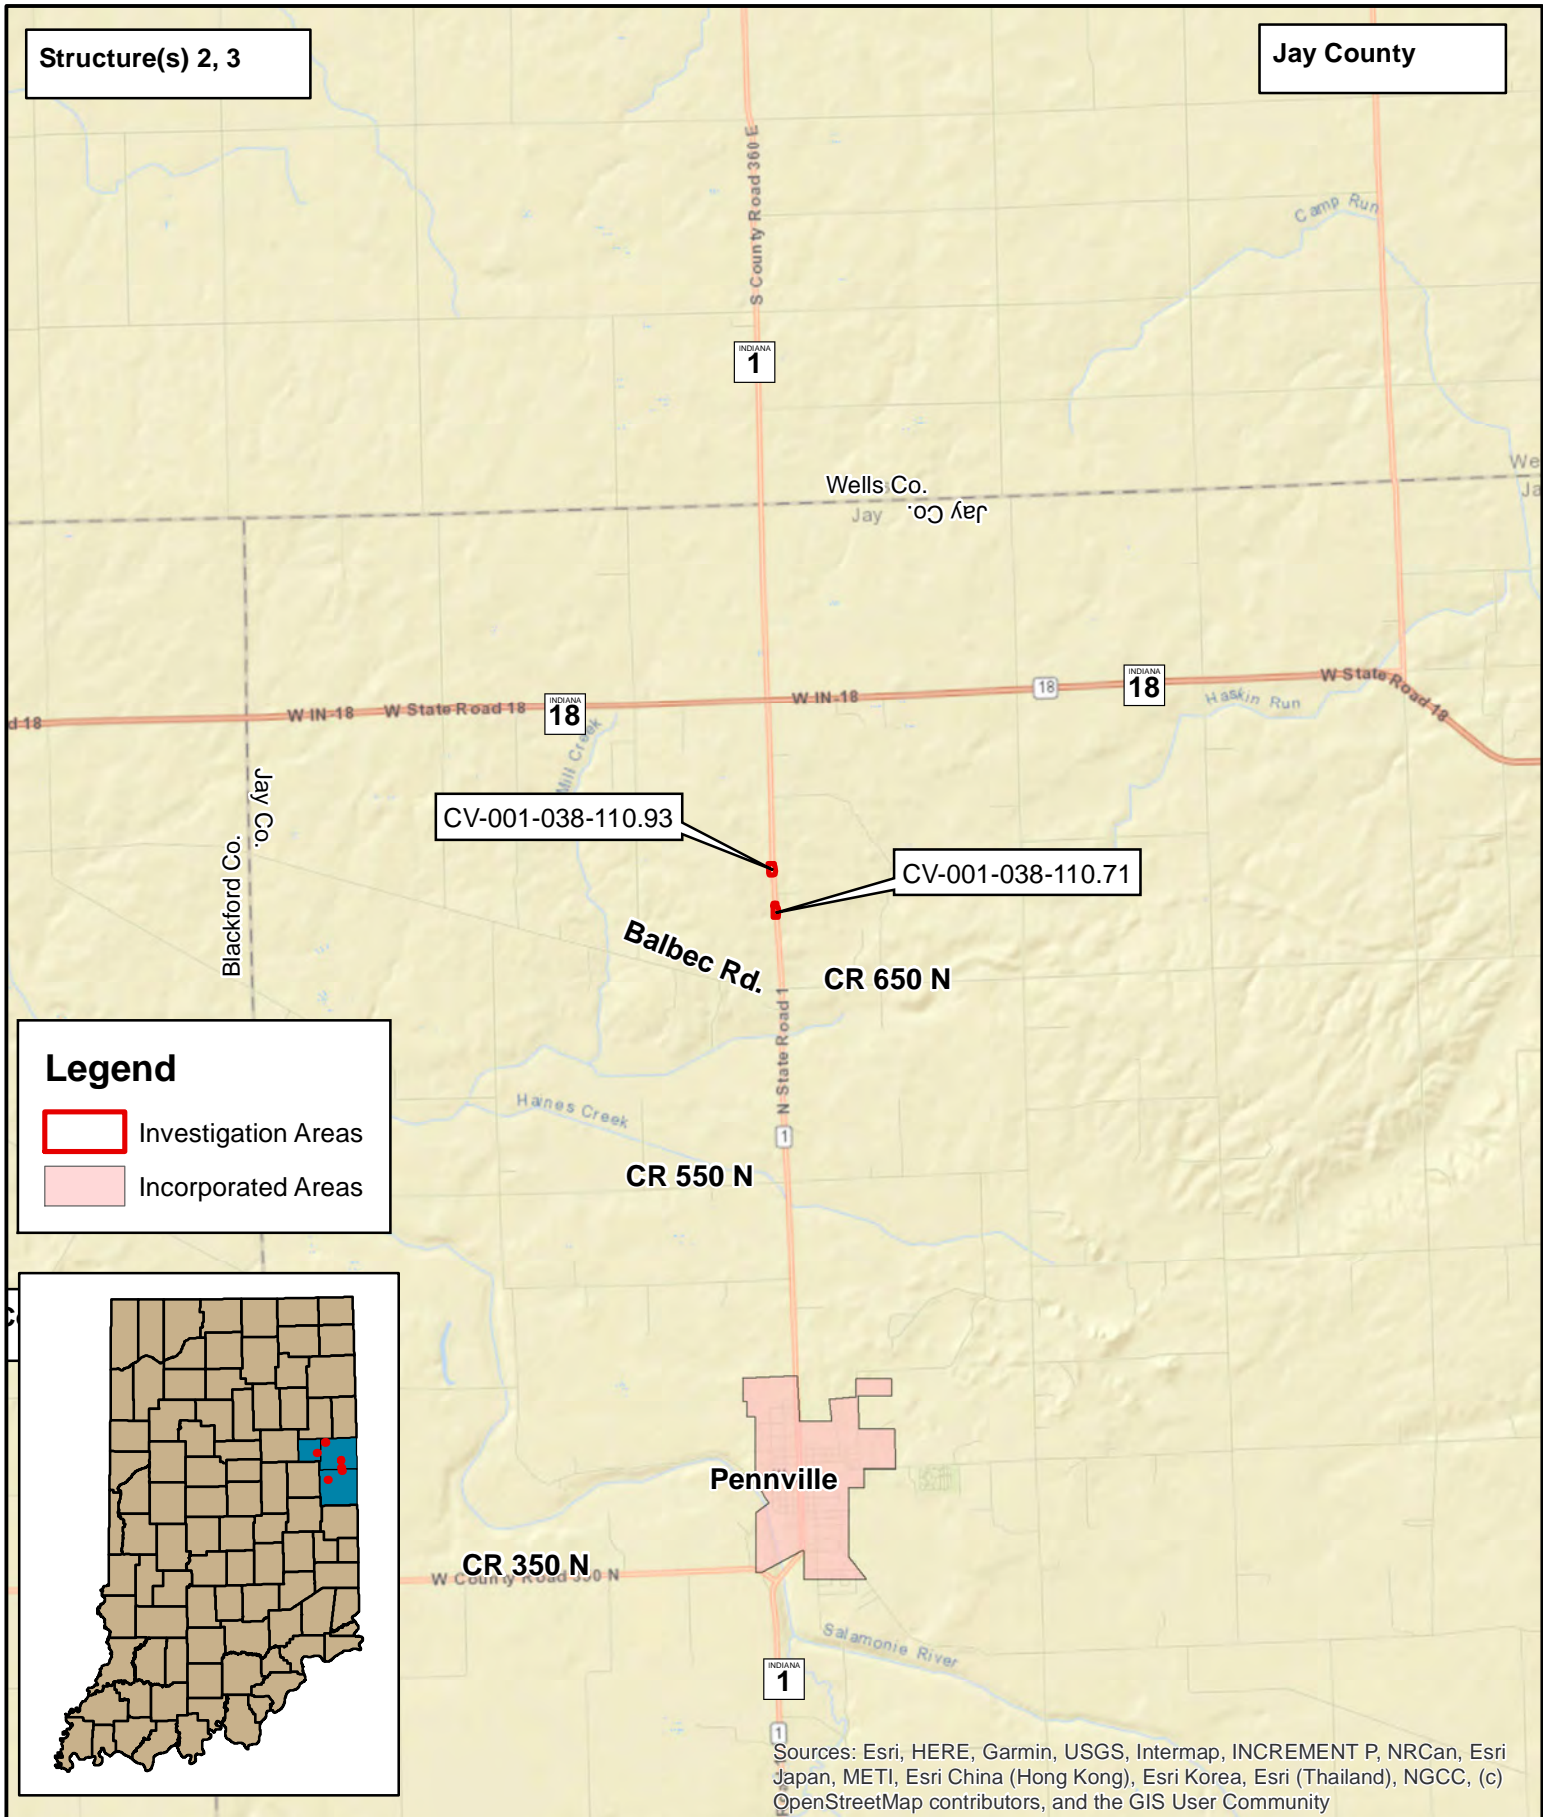 Structure(s) 2, 3
Jay County
S County Road 360 E
Camp Run
INDIANA
1
Wells Co.
Jay
Jay Co.
We
Ja
INDIANA
18
18
W IN-18
W State Road 18
d 18
W IN-18
W State Road 18
INDIANA
18
Haskin Run
Mill Creek
Jay Co.
Blackford Co.
CV-001-038-110.93
CV-001-038-110.71
Balbec Rd.
CR 650 N
N State Road 1
Legend
Investigation Areas
Incorporated Areas
Haines Creek
1
CR 550 N
Pennville
CR 350 N
W County Road 350 N
Salamonie River
INDIANA
1
1
Sources: Esri, HERE, Garmin, USGS, Intermap, INCREMENT P, NRCan, Esri
Japan, METI, Esri China (Hong Kong), Esri Korea, Esri (Thailand), NGCC, (c)
OpenStreetMap contributors, and the GIS User Community